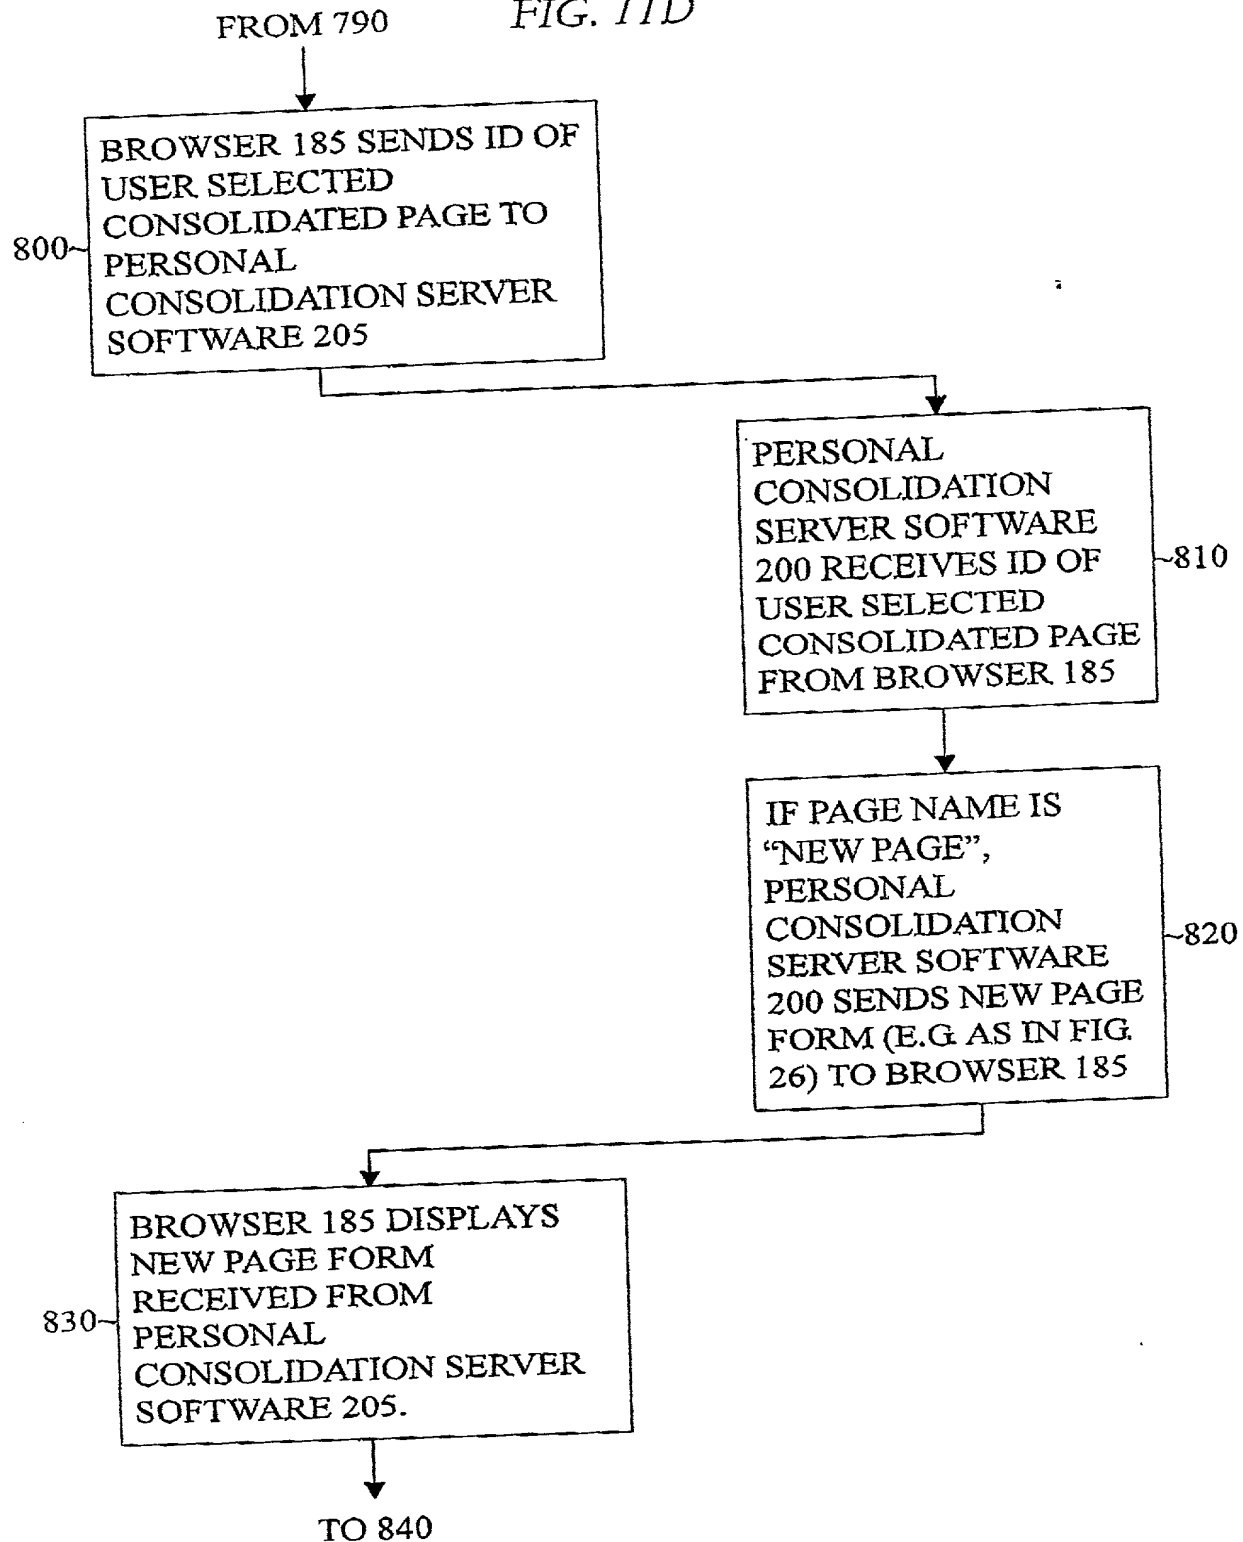 FIG. 11D
FROM 790
BROWSER 185 SENDS ID OF
USER SELECTED
CONSOLIDATED PAGE TO
PERSONAL
CONSOLIDATION SERVER
SOFTWARE 205
800
PERSONAL
CONSOLIDATION
SERVER SOFTWARE
200 RECEIVES ID OF
USER SELECTED
CONSOLIDATED PAGE
FROM BROWSER 185
810
IF PAGE NAME IS
“NEW PAGE”,
PERSONAL
CONSOLIDATION
SERVER SOFTWARE
200 SENDS NEW PAGE
FORM (E.G. AS IN FIG.
26) TO BROWSER 185
820
BROWSER 185 DISPLAYS
NEW PAGE FORM
RECEIVED FROM
PERSONAL
CONSOLIDATION SERVER
SOFTWARE 205.
830
TO 840